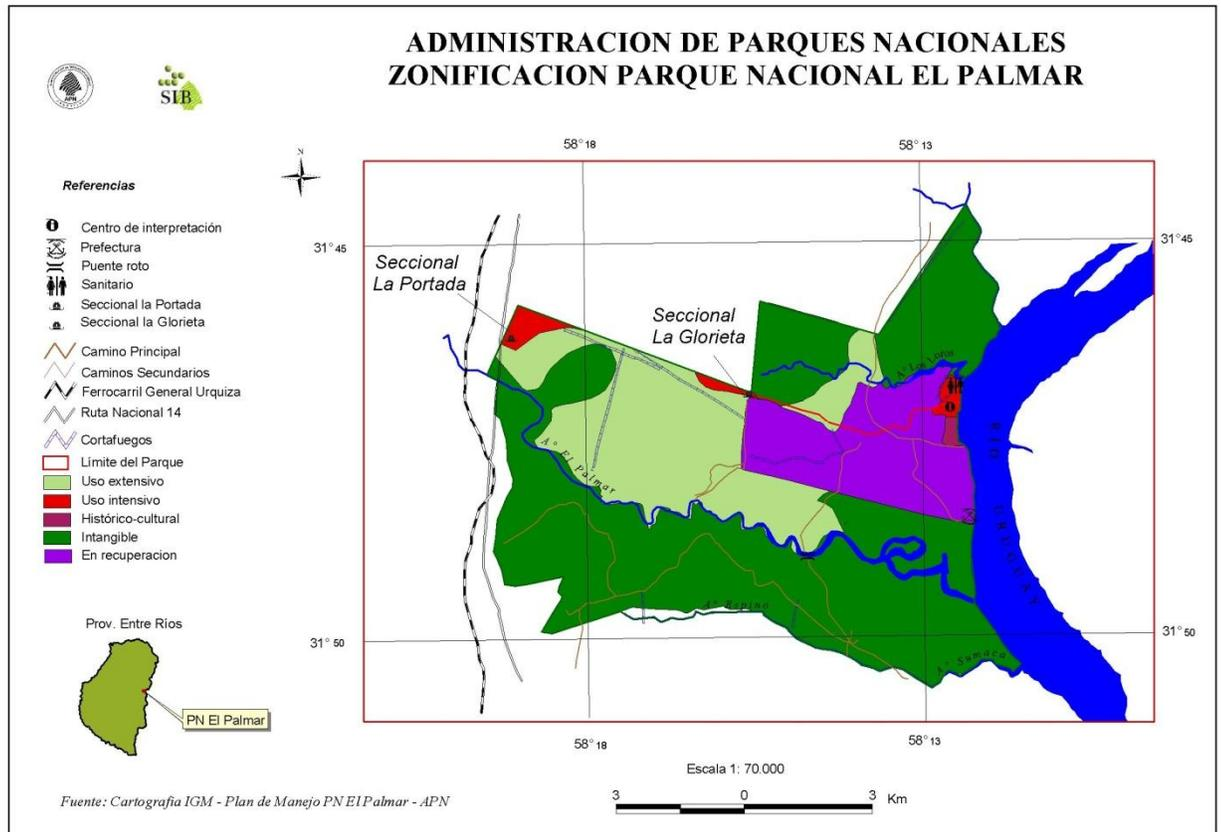 ADMINISTRACION DE PARQUES NACIONALES
ZONIFICACION PARQUE NACIONAL EL PALMAR
APN
SIB
N
Referencias
Centro de interpretación
Prefectura
Puente roto
Sanitario
Seccional la Portada
Seccional la Glorieta
Camino Principal
Caminos Secundarios
Ferrocarril General Urquiza
Ruta Nacional 14
Cortafuegos
Límite del Parque
Uso extensivo
Uso intensivo
Histórico-cultural
Intangible
En recuperacion
Prov. Entre Ríos
PN El Palmar
58° 18
58° 13
31° 45
31° 45
Seccional
La Portada
Seccional
La Glorieta
A° Los Loros
A° El Palmar
RIO URUGUAY
A° Espino
A° Sumaca
31° 50
31° 50
58° 18
58° 13
Escala 1: 70.000
3 0 3 Km
Fuente: Cartografia IGM - Plan de Manejo PN El Palmar - APN